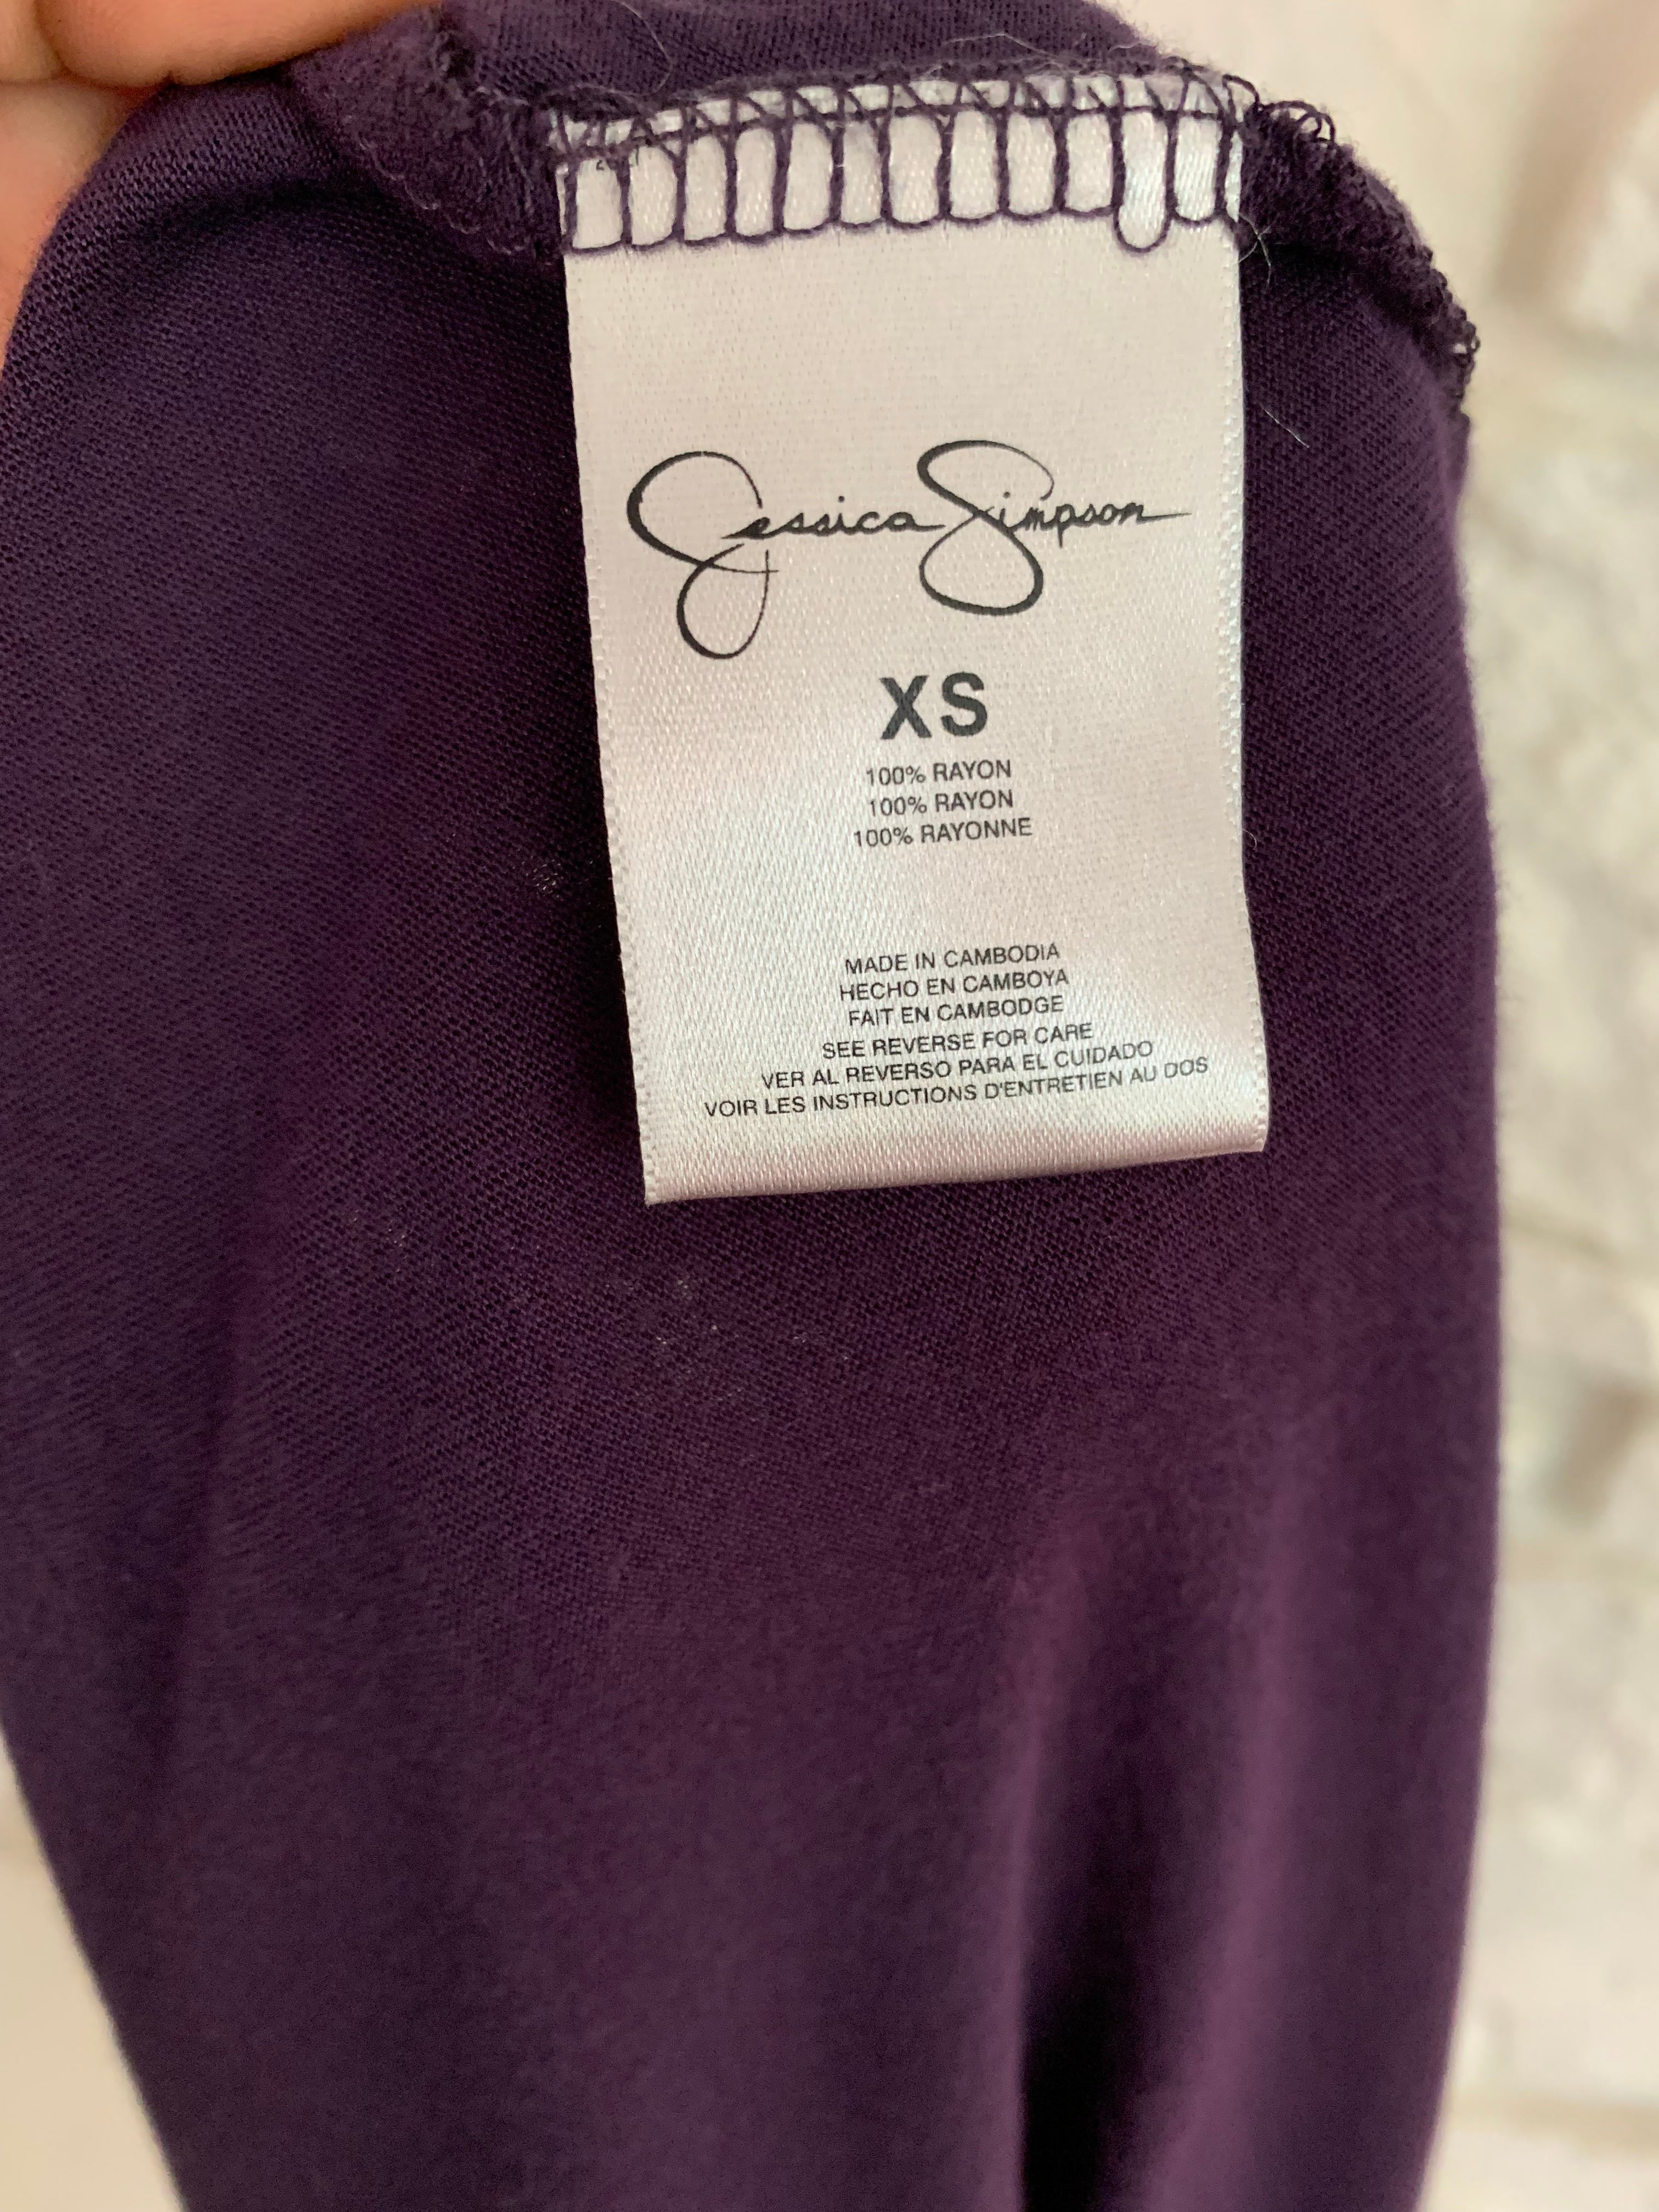 Jessica Simpson
XS
100% RAYON
100% RAYON
100% RAYONNE
MADE IN CAMBODIA
HECHO EN CAMBOYA
FAIT EN CAMBODGE
SEE REVERSE FOR CARE
VER AL REVERSO PARA EL CUIDADO
VOIR LES INSTRUCTIONS D'ENTRETIEN AU DOS